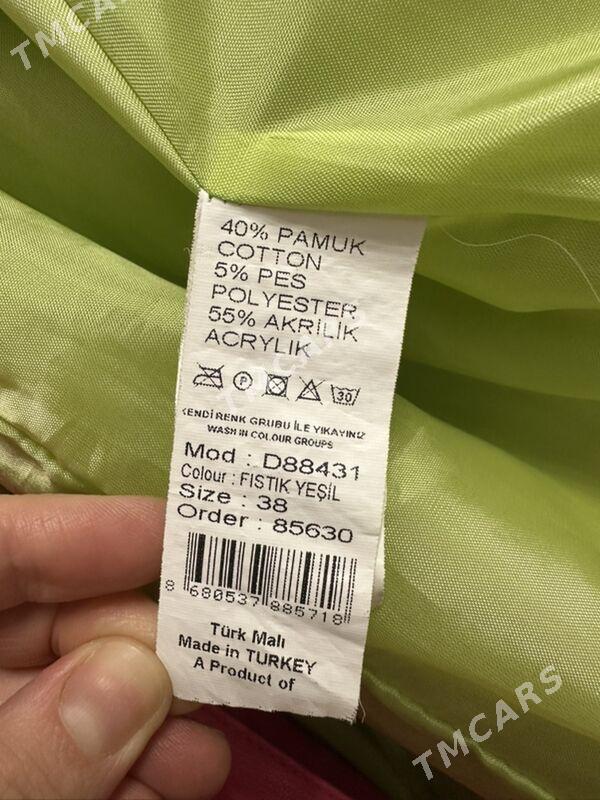 TMCARS
40% PAMUK
COTTON
5% PES
POLYESTER
55% AKRİLİK
ACRYLIK
P
30
TMCARS
KENDİ RENK GRUBU İLE YIKAYINIZ
WASH IN COLOUR GROUPS
Mod : D88431
Colour : FISTIK YEŞİL
Size : 38
Order : 85630
8 680537 885718
Türk Malı
Made in TURKEY
A Product of
TMCARS